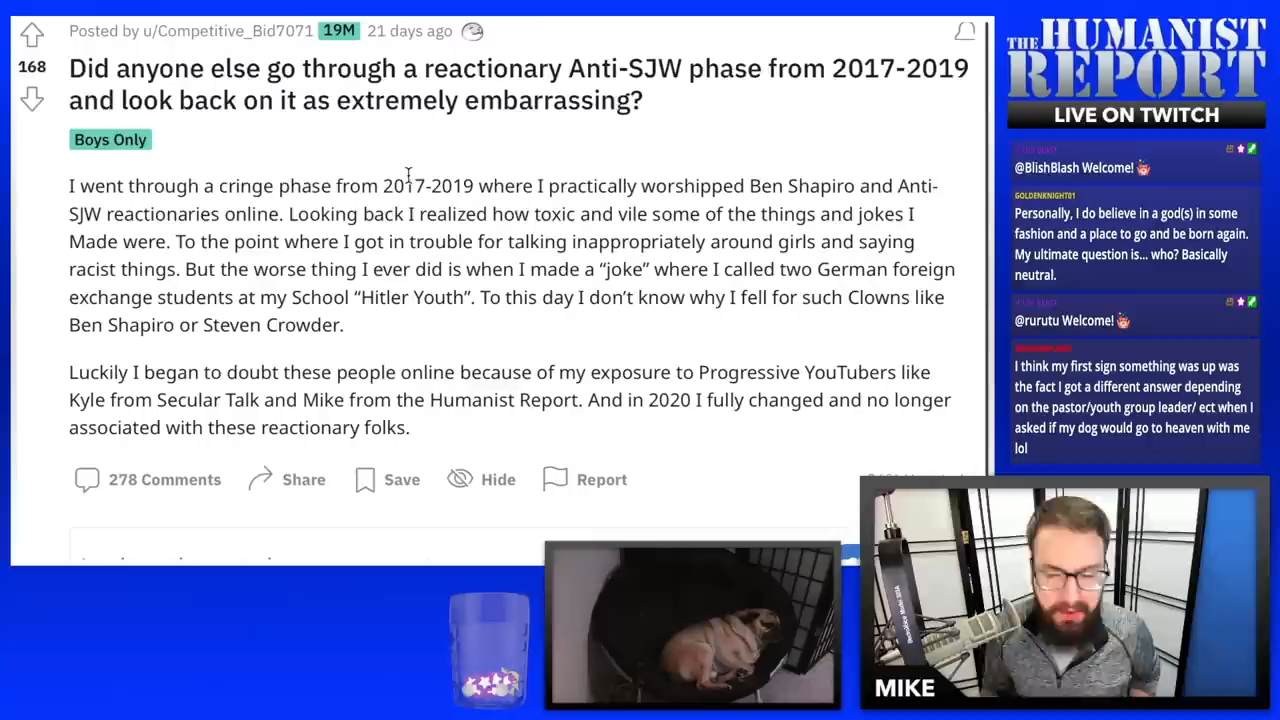 Posted by u/Competitive_Bid7071 19M 21 days ago
168
Did anyone else go through a reactionary Anti-SJW phase from 2017-2019
and look back on it as extremely embarrassing?
Boys Only
I went through a cringe phase from 2017-2019 where I practically worshipped Ben Shapiro and Anti-
SJW reactionaries online. Looking back I realized how toxic and vile some of the things and jokes I
Made were. To the point where I got in trouble for talking inappropriately around girls and saying
racist things. But the worse thing I ever did is when I made a “joke” where I called two German foreign
exchange students at my School “Hitler Youth”. To this day I don’t know why I fell for such Clowns like
Ben Shapiro or Steven Crowder.
Luckily I began to doubt these people online because of my exposure to Progressive YouTubers like
Kyle from Secular Talk and Mike from the Humanist Report. And in 2020 I fully changed and no longer
associated with these reactionary folks.
278 Comments Share Save Hide Report
THE HUMANIST
REPORT
LIVE ON TWITCH
@BlishBlash Welcome!
GOLDENKNIGHT01
Personally, I do believe in a god(s) in some
fashion and a place to go and be born again.
My ultimate question is... who? Basically
neutral.
@rurutu Welcome!
I think my first sign something was up was
the fact I got a different answer depending
on the pastor/youth group leader/ ect when I
asked if my dog would go to heaven with me
lol
MIKE